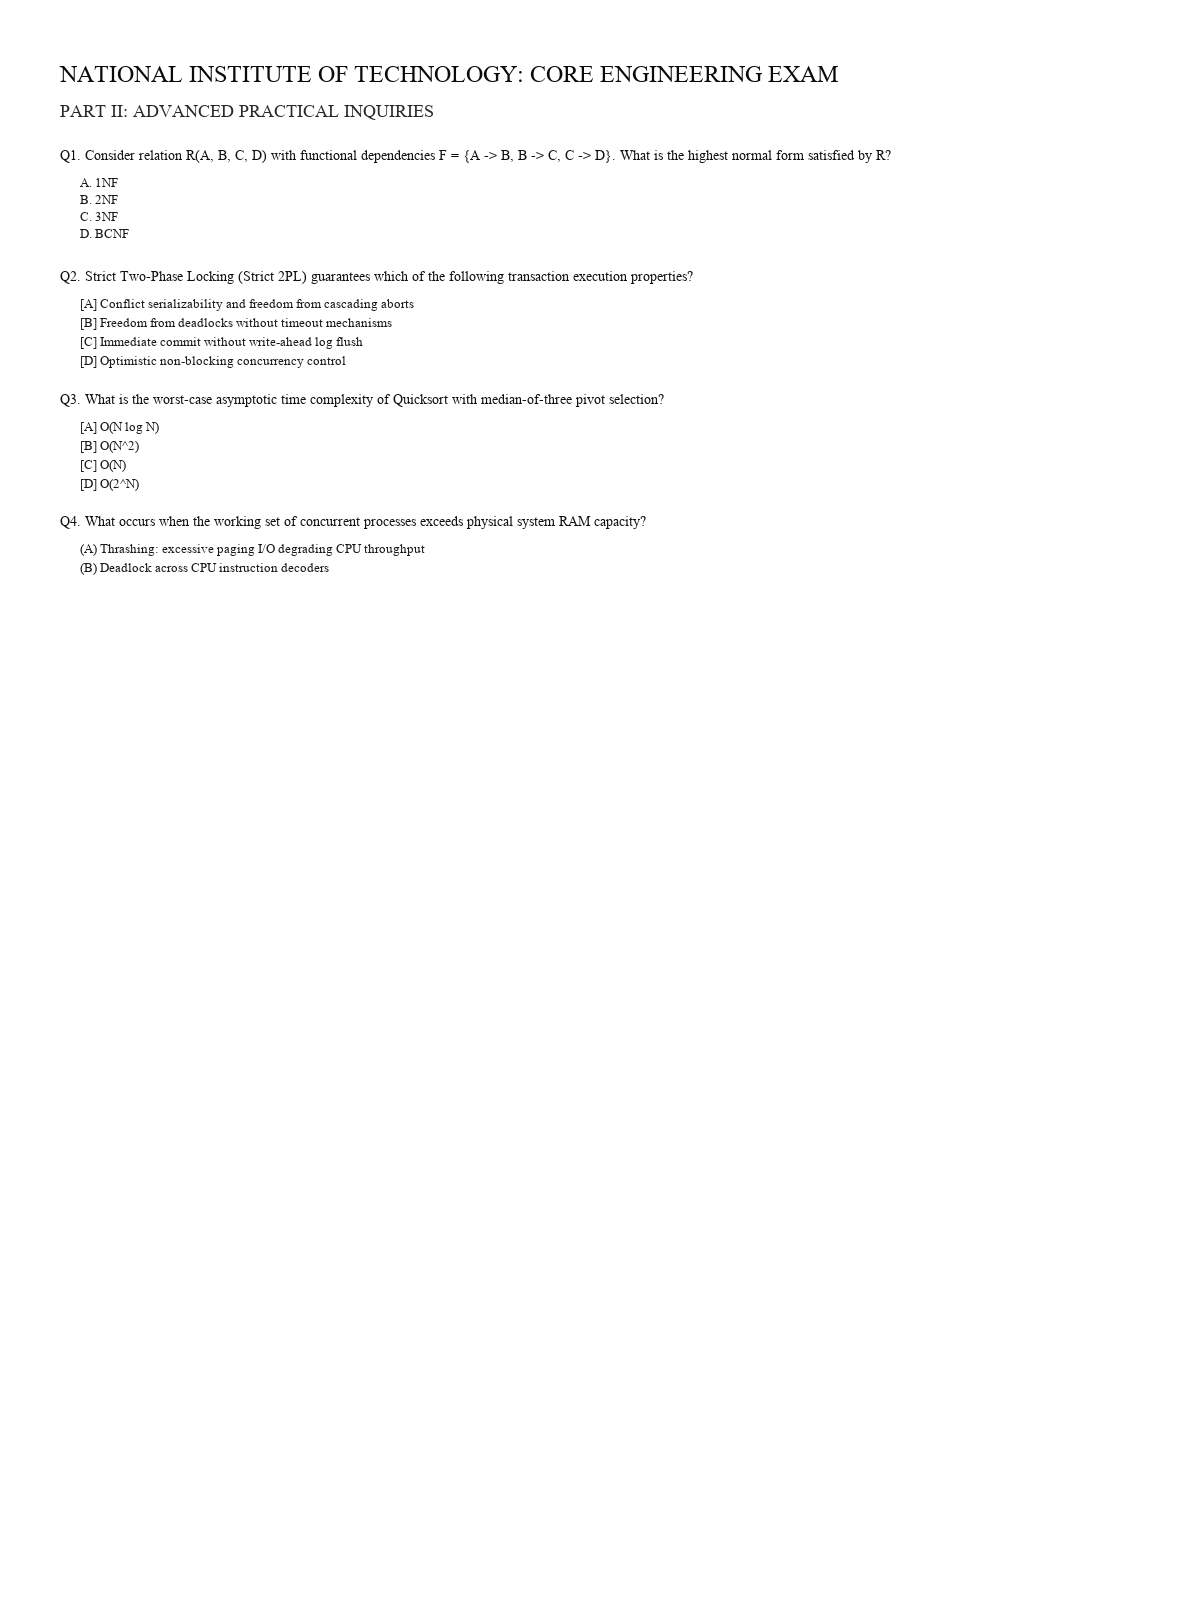 NATIONAL INSTITUTE OF TECHNOLOGY: CORE ENGINEERING EXAM
PART II: ADVANCED PRACTICAL INQUIRIES
Q1. Consider relation R(A, B, C, D) with functional dependencies F = {A -> B, B -> C, C -> D}. What is the highest normal form satisfied by R?
A. 1NF
B. 2NF
C. 3NF
D. BCNF
Q2. Strict Two-Phase Locking (Strict 2PL) guarantees which of the following transaction execution properties?
[A] Conflict serializability and freedom from cascading aborts
[B] Freedom from deadlocks without timeout mechanisms
[C] Immediate commit without write-ahead log flush
[D] Optimistic non-blocking concurrency control
Q3. What is the worst-case asymptotic time complexity of Quicksort with median-of-three pivot selection?
[A] O(N log N)
[B] O(N^2)
[C] O(N)
[D] O(2^N)
Q4. What occurs when the working set of concurrent processes exceeds physical system RAM capacity?
(A) Thrashing: excessive paging I/O degrading CPU throughput
(B) Deadlock across CPU instruction decoders